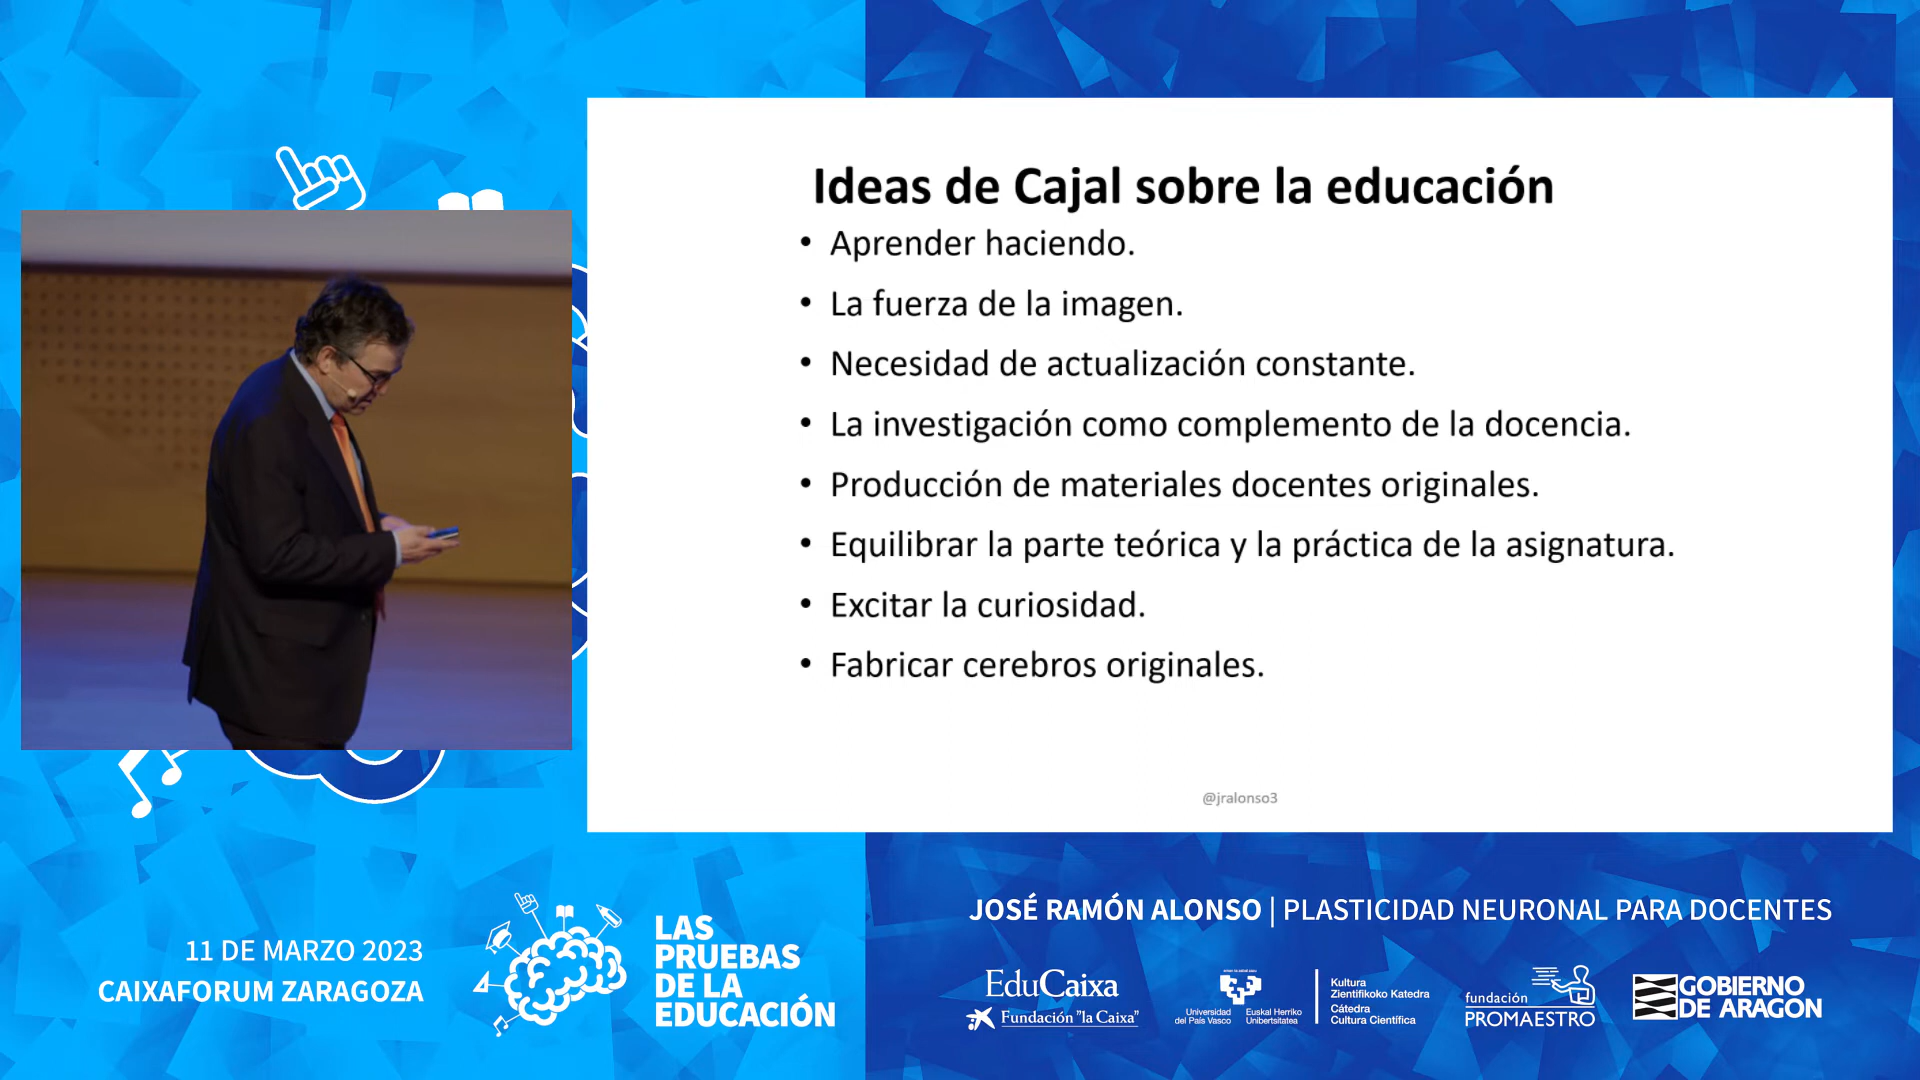 Ideas de Cajal sobre la educación
• Aprender haciendo.
• La fuerza de la imagen.
• Necesidad de actualización constante.
• La investigación como complemento de la docencia.
• Producción de materiales docentes originales.
• Equilibrar la parte teórica y la práctica de la asignatura.
• Excitar la curiosidad.
• Fabricar cerebros originales.
@jralonso3
11 DE MARZO 2023
CAIXAFORUM ZARAGOZA
LAS
PRUEBAS
DE LA
EDUCACIÓN
JOSÉ RAMÓN ALONSO | PLASTICIDAD NEURONAL PARA DOCENTES
EduCaixa
Fundación "la Caixa"
Universidad
del País Vasco
Euskal Herriko
Unibertsitatea
Kultura
Zientifikoko Katedra
Cátedra
Cultura Científica
fundación
PROMAESTRO
GOBIERNO
DE ARAGON